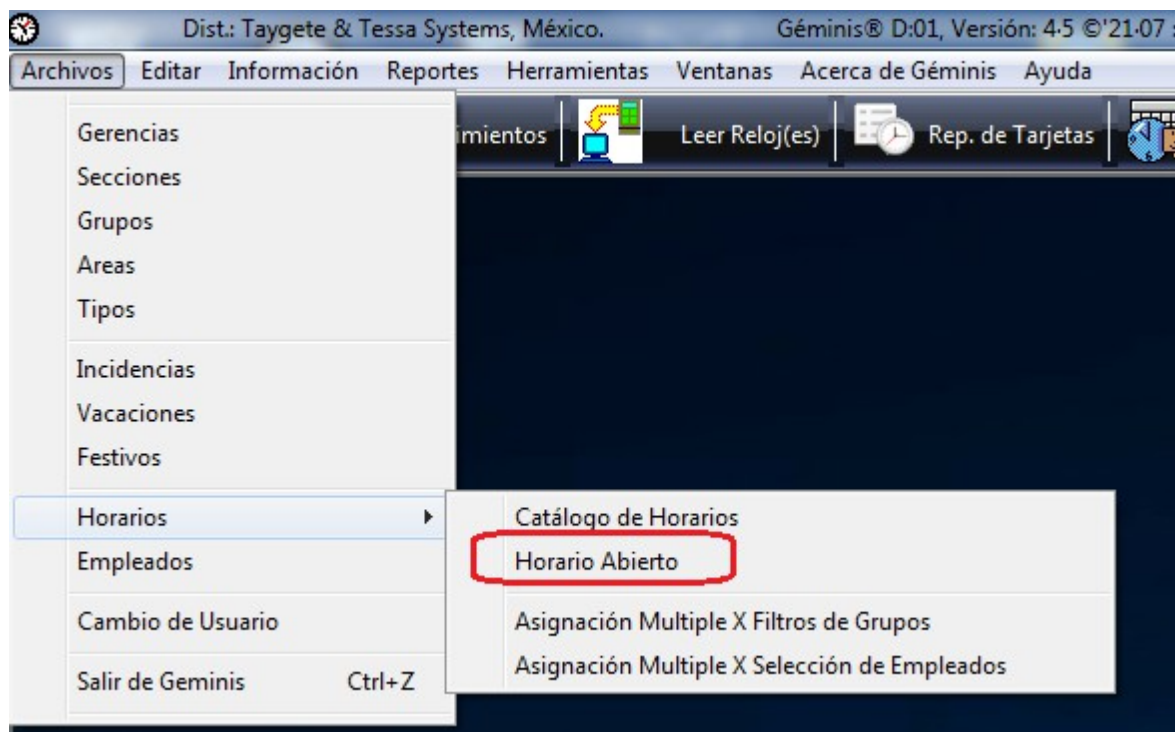 Dist.: Taygete & Tessa Systems, México. Géminis® D:01, Versión: 4·5 ©'21·07
Archivos Editar Información Reportes Herramientas Ventanas Acerca de Géminis Ayuda
imientos Leer Reloj(es) Rep. de Tarjetas
Gerencias
Secciones
Grupos
Areas
Tipos
Incidencias
Vacaciones
Festivos
Horarios
Empleados
Cambio de Usuario
Salir de Geminis Ctrl+Z
Catálogo de Horarios
Horario Abierto
Asignación Multiple X Filtros de Grupos
Asignación Multiple X Selección de Empleados